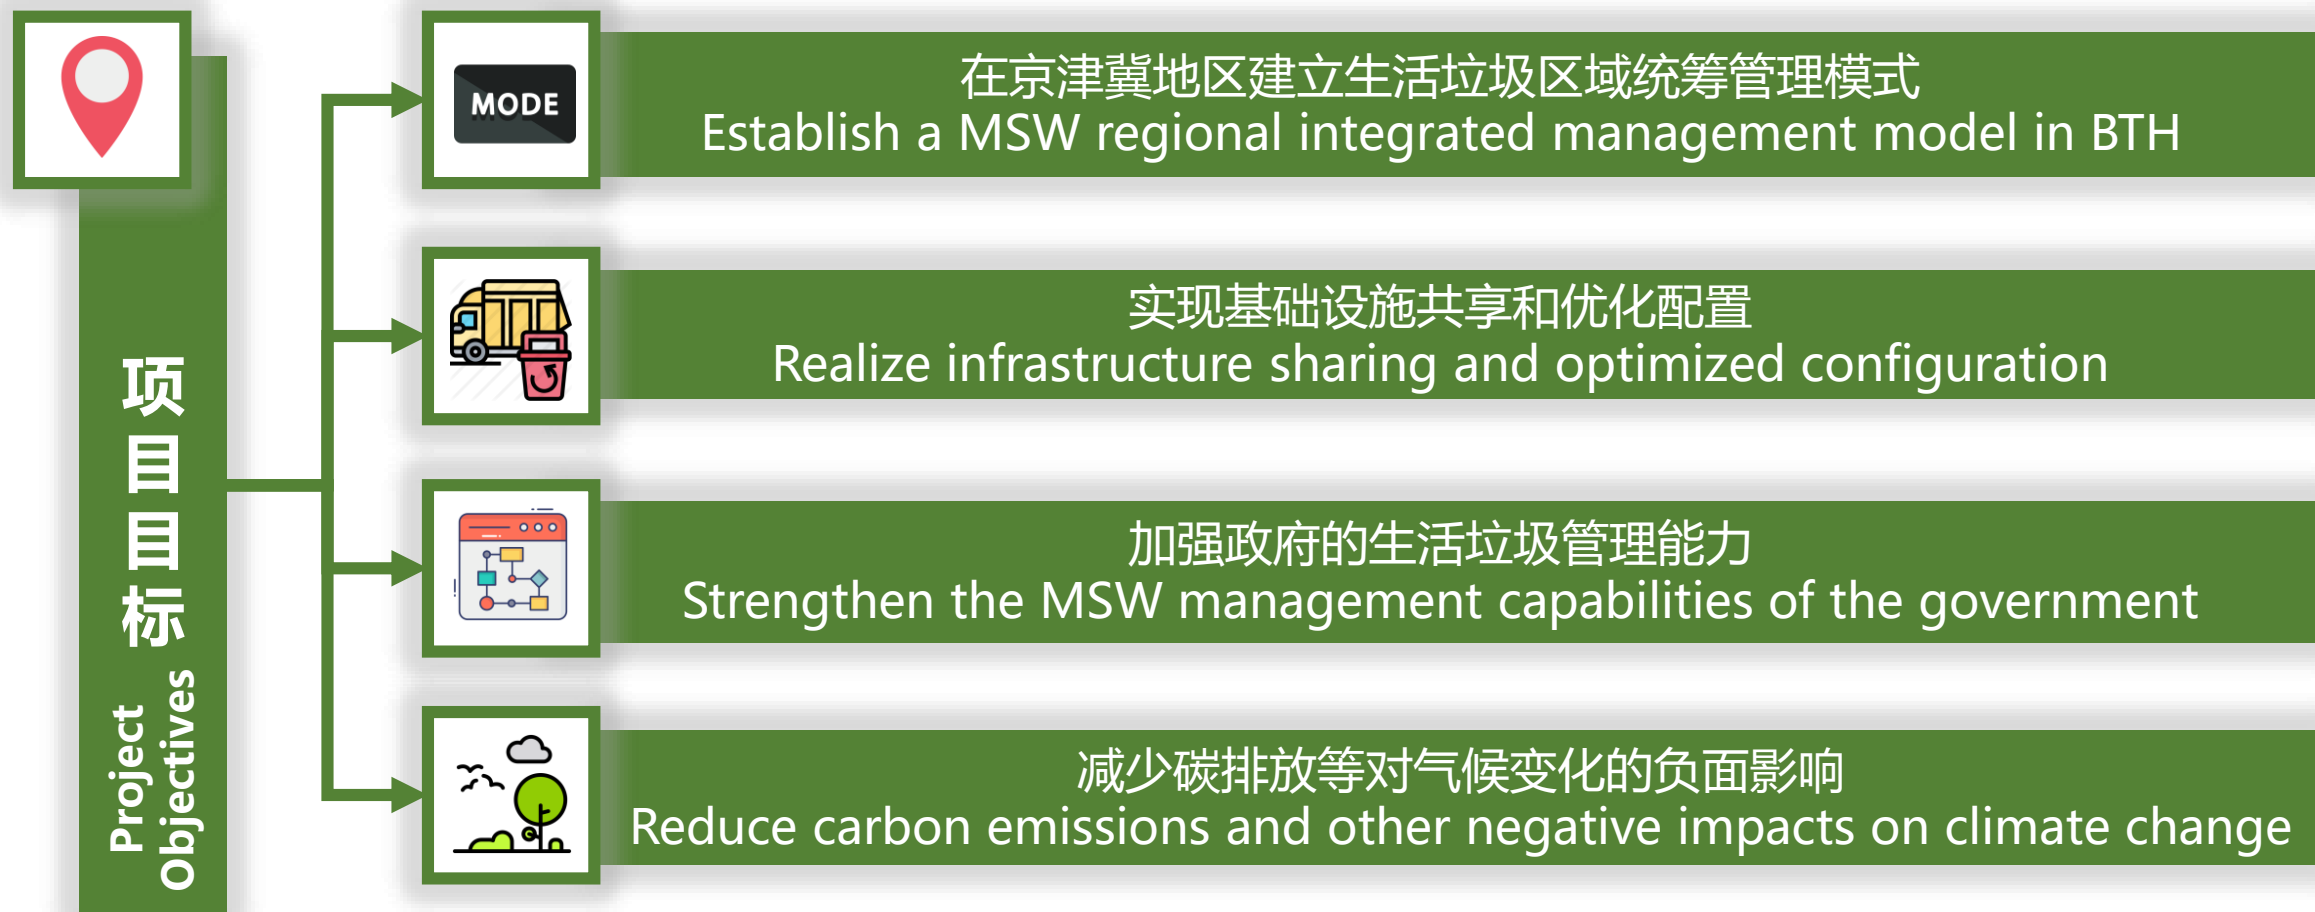 项目目标
Project
Objectives
MODE
在京津冀地区建立生活垃圾区域统筹管理模式
Establish a MSW regional integrated management model in BTH
实现基础设施共享和优化配置
Realize infrastructure sharing and optimized configuration
加强政府的生活垃圾管理能力
Strengthen the MSW management capabilities of the government
减少碳排放等对气候变化的负面影响
Reduce carbon emissions and other negative impacts on climate change